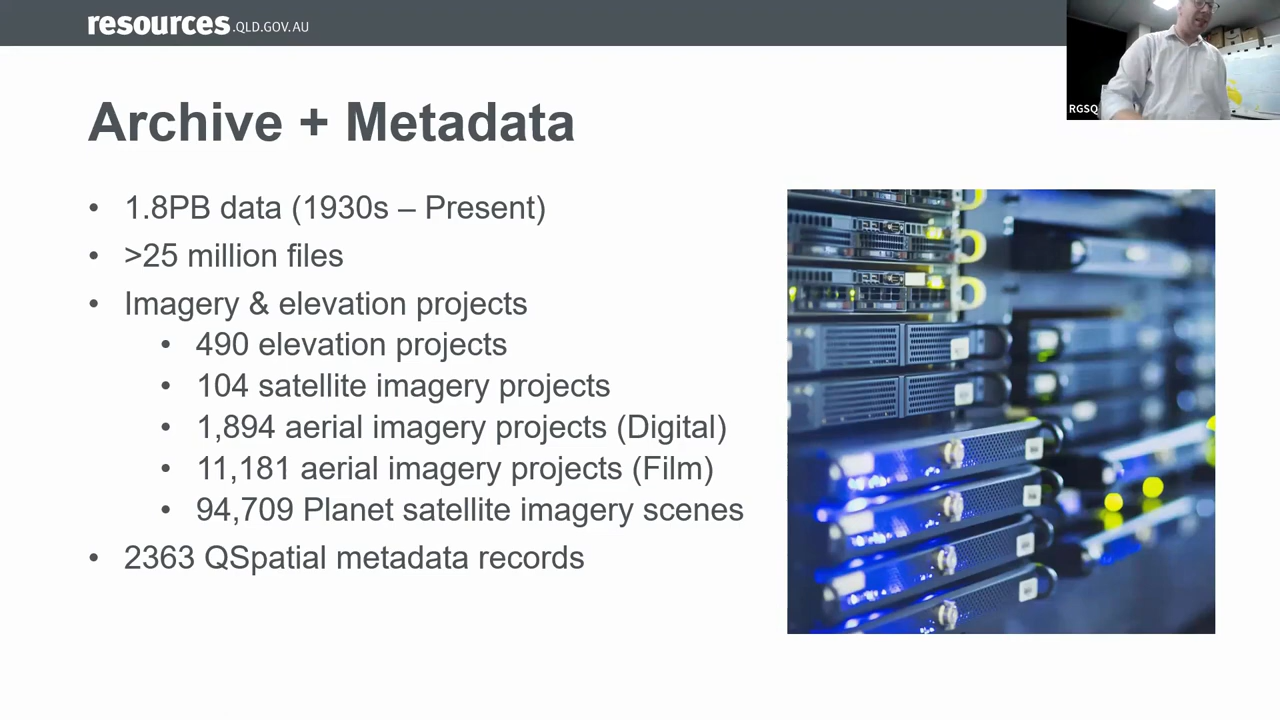 resources.QLD.GOV.AU
RGSQ
Archive + Metadata
• 1.8PB data (1930s – Present)
• >25 million files
• Imagery & elevation projects
• 490 elevation projects
• 104 satellite imagery projects
• 1,894 aerial imagery projects (Digital)
• 11,181 aerial imagery projects (Film)
• 94,709 Planet satellite imagery scenes
• 2363 QSpatial metadata records